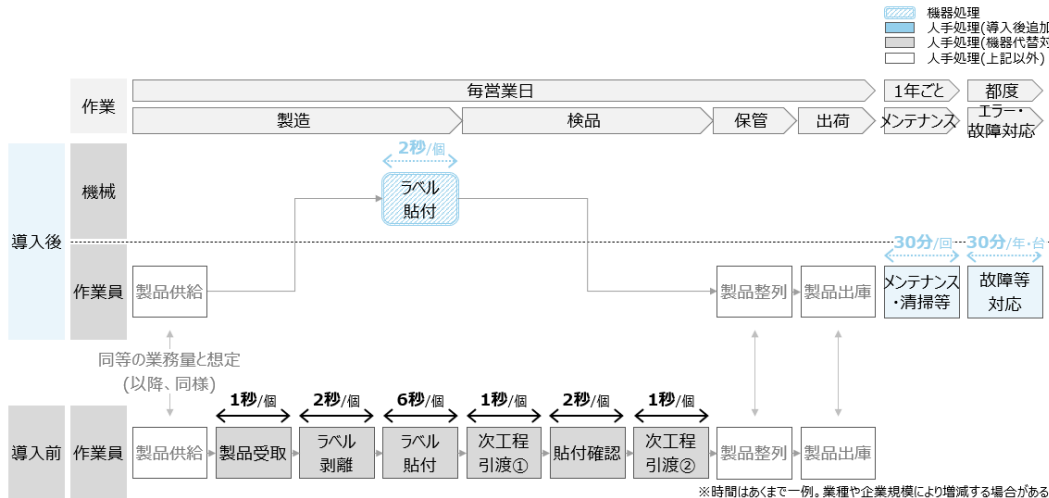 機器処理
人手処理(導入後追加
人手処理(機器代替対
人手処理(上記以外)
作業
毎営業日
1年ごと
都度
製造
検品
保管
出荷
メンテナンス
エラー・
故障対応
導入後
機械
2秒/個
ラベル
貼付
作業員
製品供給
製品整列
製品出庫
30分/回
メンテナンス
・清掃等
30分/年・台
故障等
対応
同等の業務量と想定
(以降、同様)
導入前
作業員
製品供給
1秒/個
製品受取
2秒/個
ラベル
剥離
6秒/個
ラベル
貼付
1秒/個
次工程
引渡①
2秒/個
貼付確認
1秒/個
次工程
引渡②
製品整列
製品出庫
※時間はあくまで一例。業種や企業規模により増減する場合がある